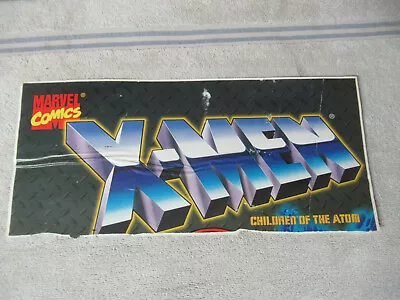 MARVEL®
COMICS
X-MEN®
CHILDREN OF THE ATOM